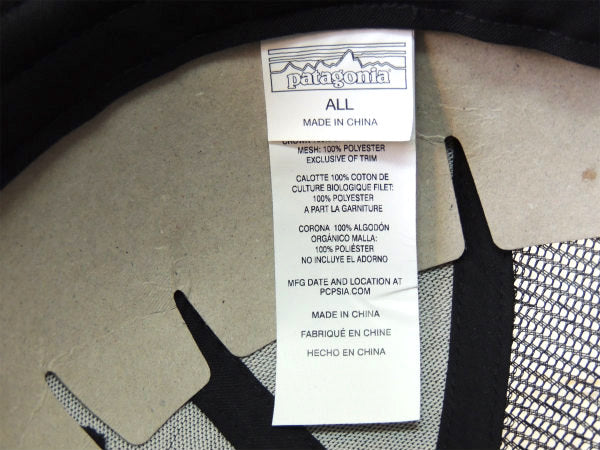 patagonia
ALL
MADE IN CHINA
MESH: 100% POLYESTER
EXCLUSIVE OF TRIM
CALOTTE 100% COTON DE
CULTURE BIOLOGIQUE FILET:
100% POLYESTER
A PART LA GARNITURE
CORONA 100% ALGODÓN
ORGÁNICO MALLA:
100% POLIÉSTER
NO INCLUYE EL ADORNO
MFG DATE AND LOCATION AT
PCPSIA.COM
MADE IN CHINA
FABRIQUÉ EN CHINE
HECHO EN CHINA